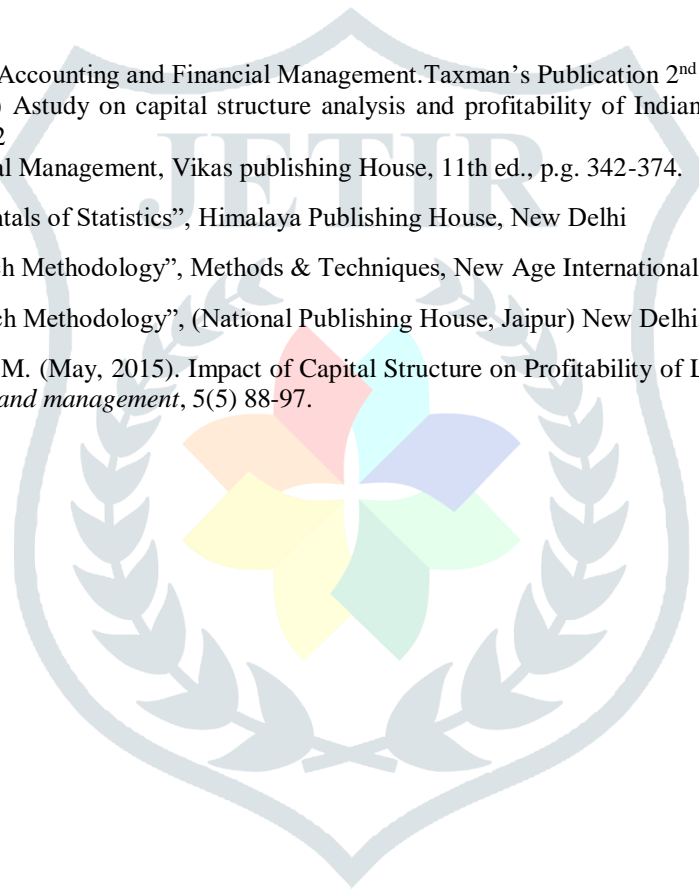 Accounting and Financial Management.Taxman’s Publication 2nd
) Astudy on capital structure analysis and profitability of Indian
2
al Management, Vikas publishing House, 11th ed., p.g. 342-374.
JETIR
ntals of Statistics”, Himalaya Publishing House, New Delhi
ch Methodology”, Methods & Techniques, New Age International
ch Methodology”, (National Publishing House, Jaipur) New Delhi
M. (May, 2015). Impact of Capital Structure on Profitability of L
and management, 5(5) 88-97.